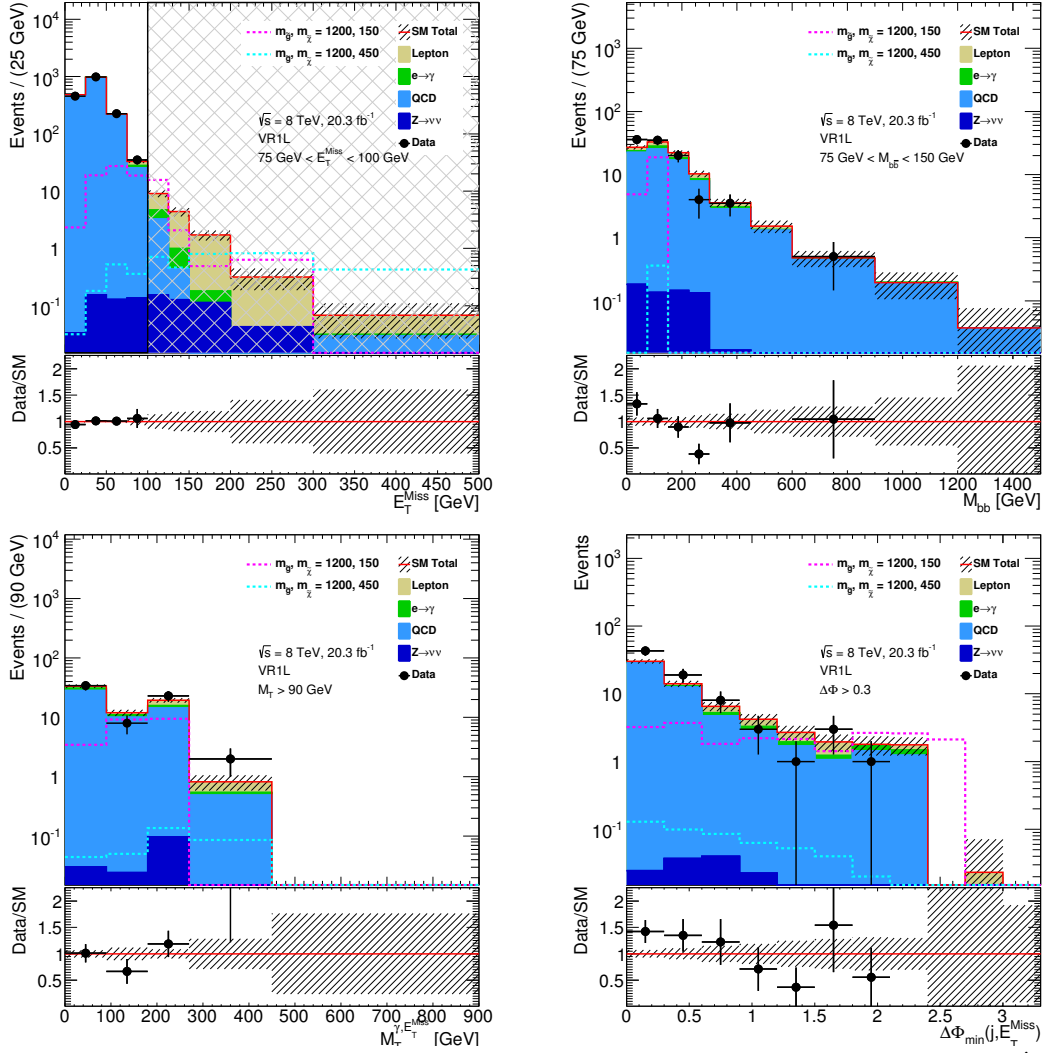 Events / (25 GeV)
10⁴
10³
10²
10
1
10⁻¹
m_g̃, m_χ̃ = 1200, 150
m_g̃, m_χ̃ = 1200, 450
SM Total
Lepton
e→γ
QCD
Z→νν
Data
√s = 8 TeV, 20.3 fb⁻¹
VR1L
75 GeV < E_T^Miss < 100 GeV
Data/SM
2
1.5
1
0.5
0 50 100 150 200 250 300 350 400 450 500
E_T^Miss [GeV]
Events / (75 GeV)
10³
10²
10
1
10⁻¹
m_g̃, m_χ̃ = 1200, 150
m_g̃, m_χ̃ = 1200, 450
SM Total
Lepton
e→γ
QCD
Z→νν
Data
√s = 8 TeV, 20.3 fb⁻¹
VR1L
75 GeV < M_bb < 150 GeV
Data/SM
2
1.5
1
0.5
0 200 400 600 800 1000 1200 1400
M_bb [GeV]
Events / (90 GeV)
10⁴
10³
10²
10
1
10⁻¹
m_g̃, m_χ̃ = 1200, 150
m_g̃, m_χ̃ = 1200, 450
SM Total
Lepton
e→γ
QCD
Z→νν
Data
√s = 8 TeV, 20.3 fb⁻¹
VR1L
M_T > 90 GeV
Data/SM
2
1.5
1
0.5
0 100 200 300 400 500 600 700 800 900
M_T^γ,E_T^Miss [GeV]
Events
10³
10²
10
1
10⁻¹
m_g̃, m_χ̃ = 1200, 150
m_g̃, m_χ̃ = 1200, 450
SM Total
Lepton
e→γ
QCD
Z→νν
Data
√s = 8 TeV, 20.3 fb⁻¹
VR1L
ΔΦ > 0.3
Data/SM
2
1.5
1
0.5
0 0.5 1 1.5 2 2.5 3
ΔΦ_min(j,E_T^Miss)